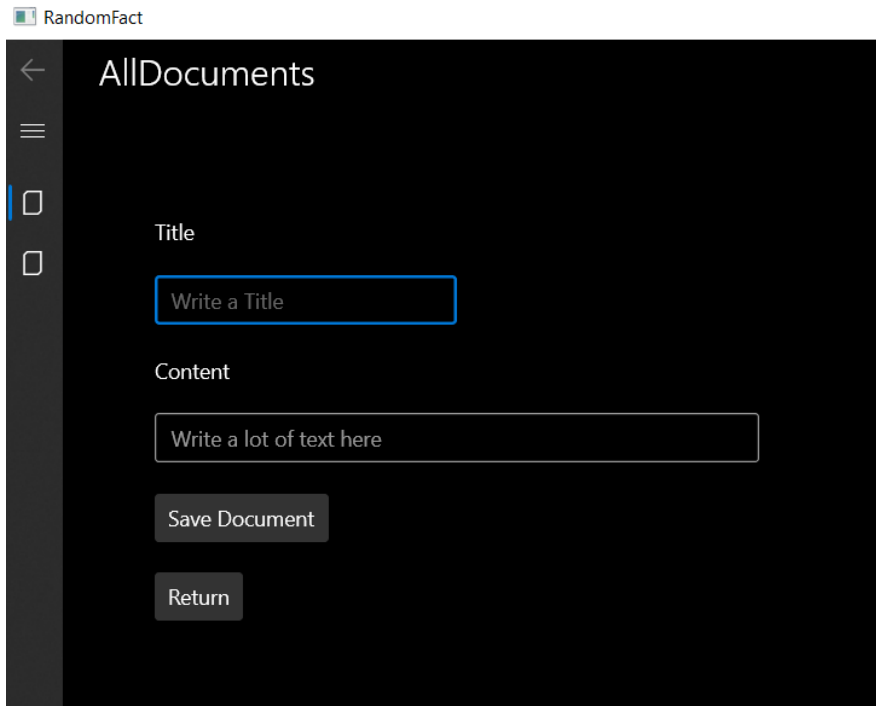 RandomFact
AllDocuments
Title
Write a Title
Content
Write a lot of text here
Save Document
Return